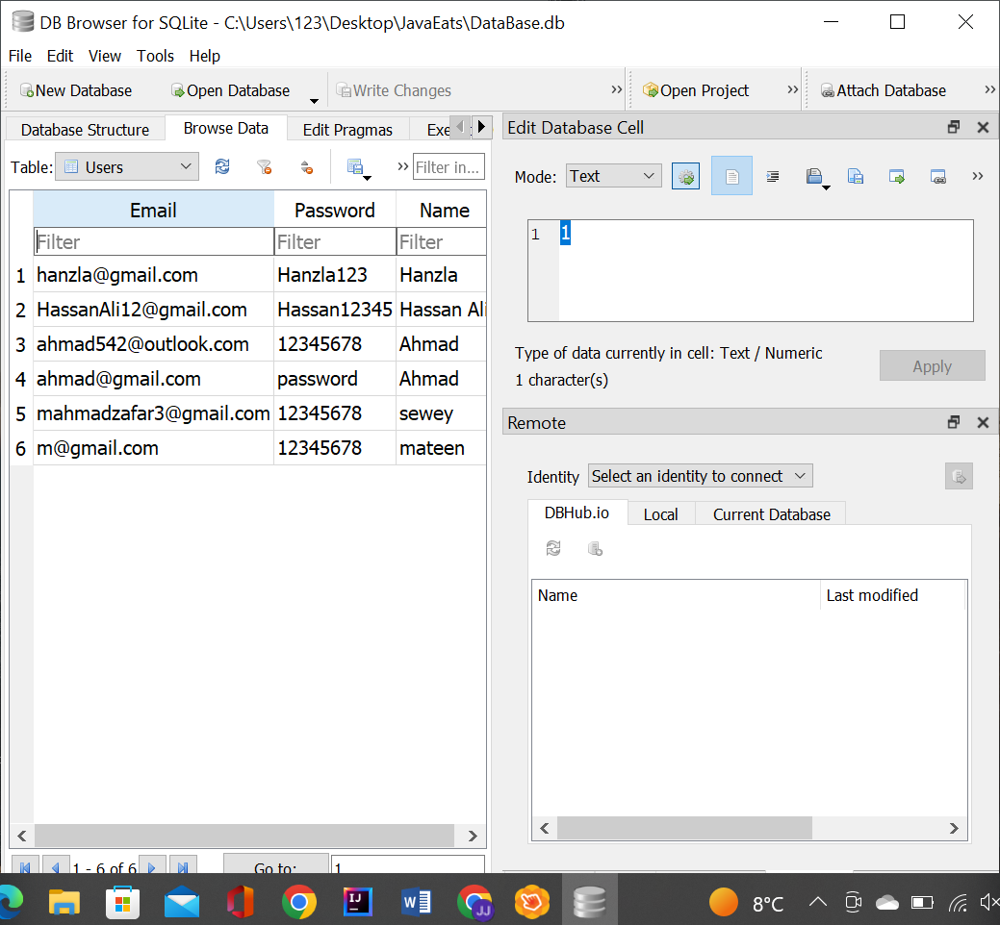 DB Browser for SQLite - C:\Users\123\Desktop\JavaEats\DataBase.db
File Edit View Tools Help
New Database Open Database Write Changes » Open Project » Attach Database »
Database Structure Browse Data Edit Pragmas Exe
Table: Users » Filter in...
Email Password Name
Filter Filter Filter
1 hanzla@gmail.com Hanzla123 Hanzla
2 HassanAli12@gmail.com Hassan12345 Hassan Ali
3 ahmad542@outlook.com 12345678 Ahmad
4 ahmad@gmail.com password Ahmad
5 mahmadzafar3@gmail.com 12345678 sewey
6 m@gmail.com 12345678 mateen
1 - 6 of 6 Go to: 1
Edit Database Cell
Mode: Text »
1 1
Type of data currently in cell: Text / Numeric
1 character(s)
Apply
Remote
Identity Select an identity to connect
DBHub.io Local Current Database
Name Last modified
IJ W JJ 8°C